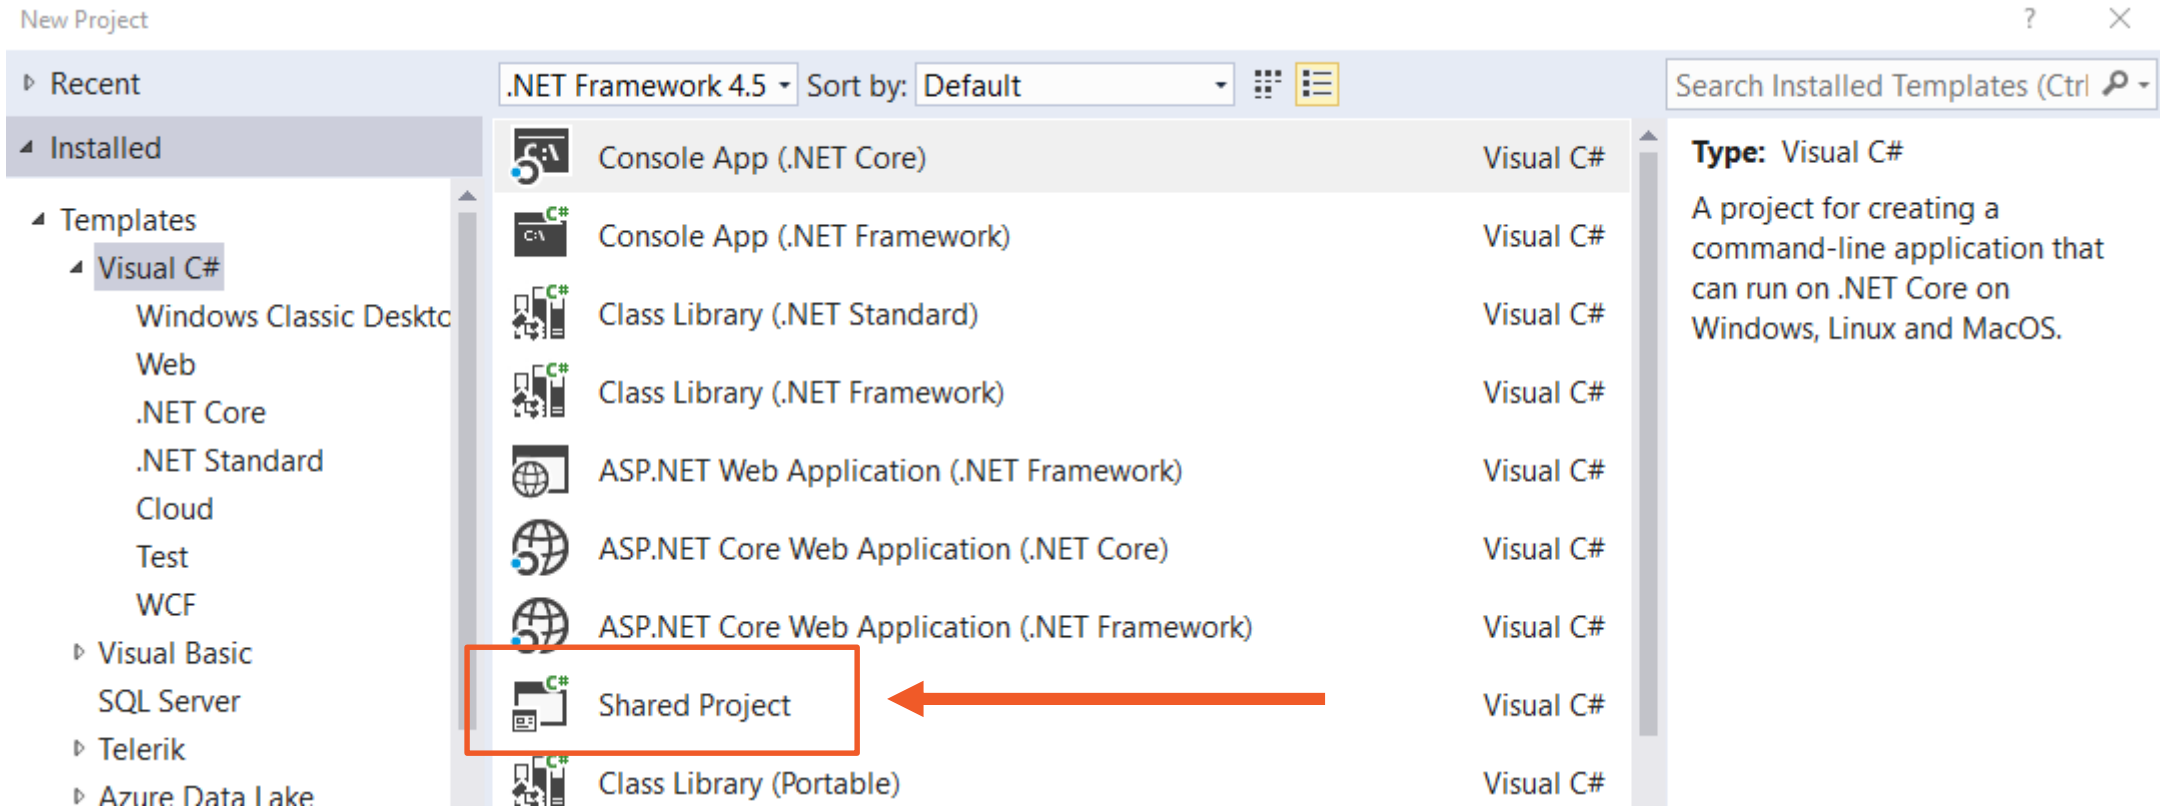 New Project
?
Recent
.NET Framework 4.5
Sort by:
Default
Search Installed Templates (Ctrl
Installed
Templates
Visual C#
Windows Classic Deskto
Web
.NET Core
.NET Standard
Cloud
Test
WCF
Visual Basic
SQL Server
Telerik
Azure Data Lake
Console App (.NET Core) Visual C#
Console App (.NET Framework) Visual C#
Class Library (.NET Standard) Visual C#
Class Library (.NET Framework) Visual C#
ASP.NET Web Application (.NET Framework) Visual C#
ASP.NET Core Web Application (.NET Core) Visual C#
ASP.NET Core Web Application (.NET Framework) Visual C#
Shared Project Visual C#
Class Library (Portable) Visual C#
Type: Visual C#
A project for creating a
command-line application that
can run on .NET Core on
Windows, Linux and MacOS.